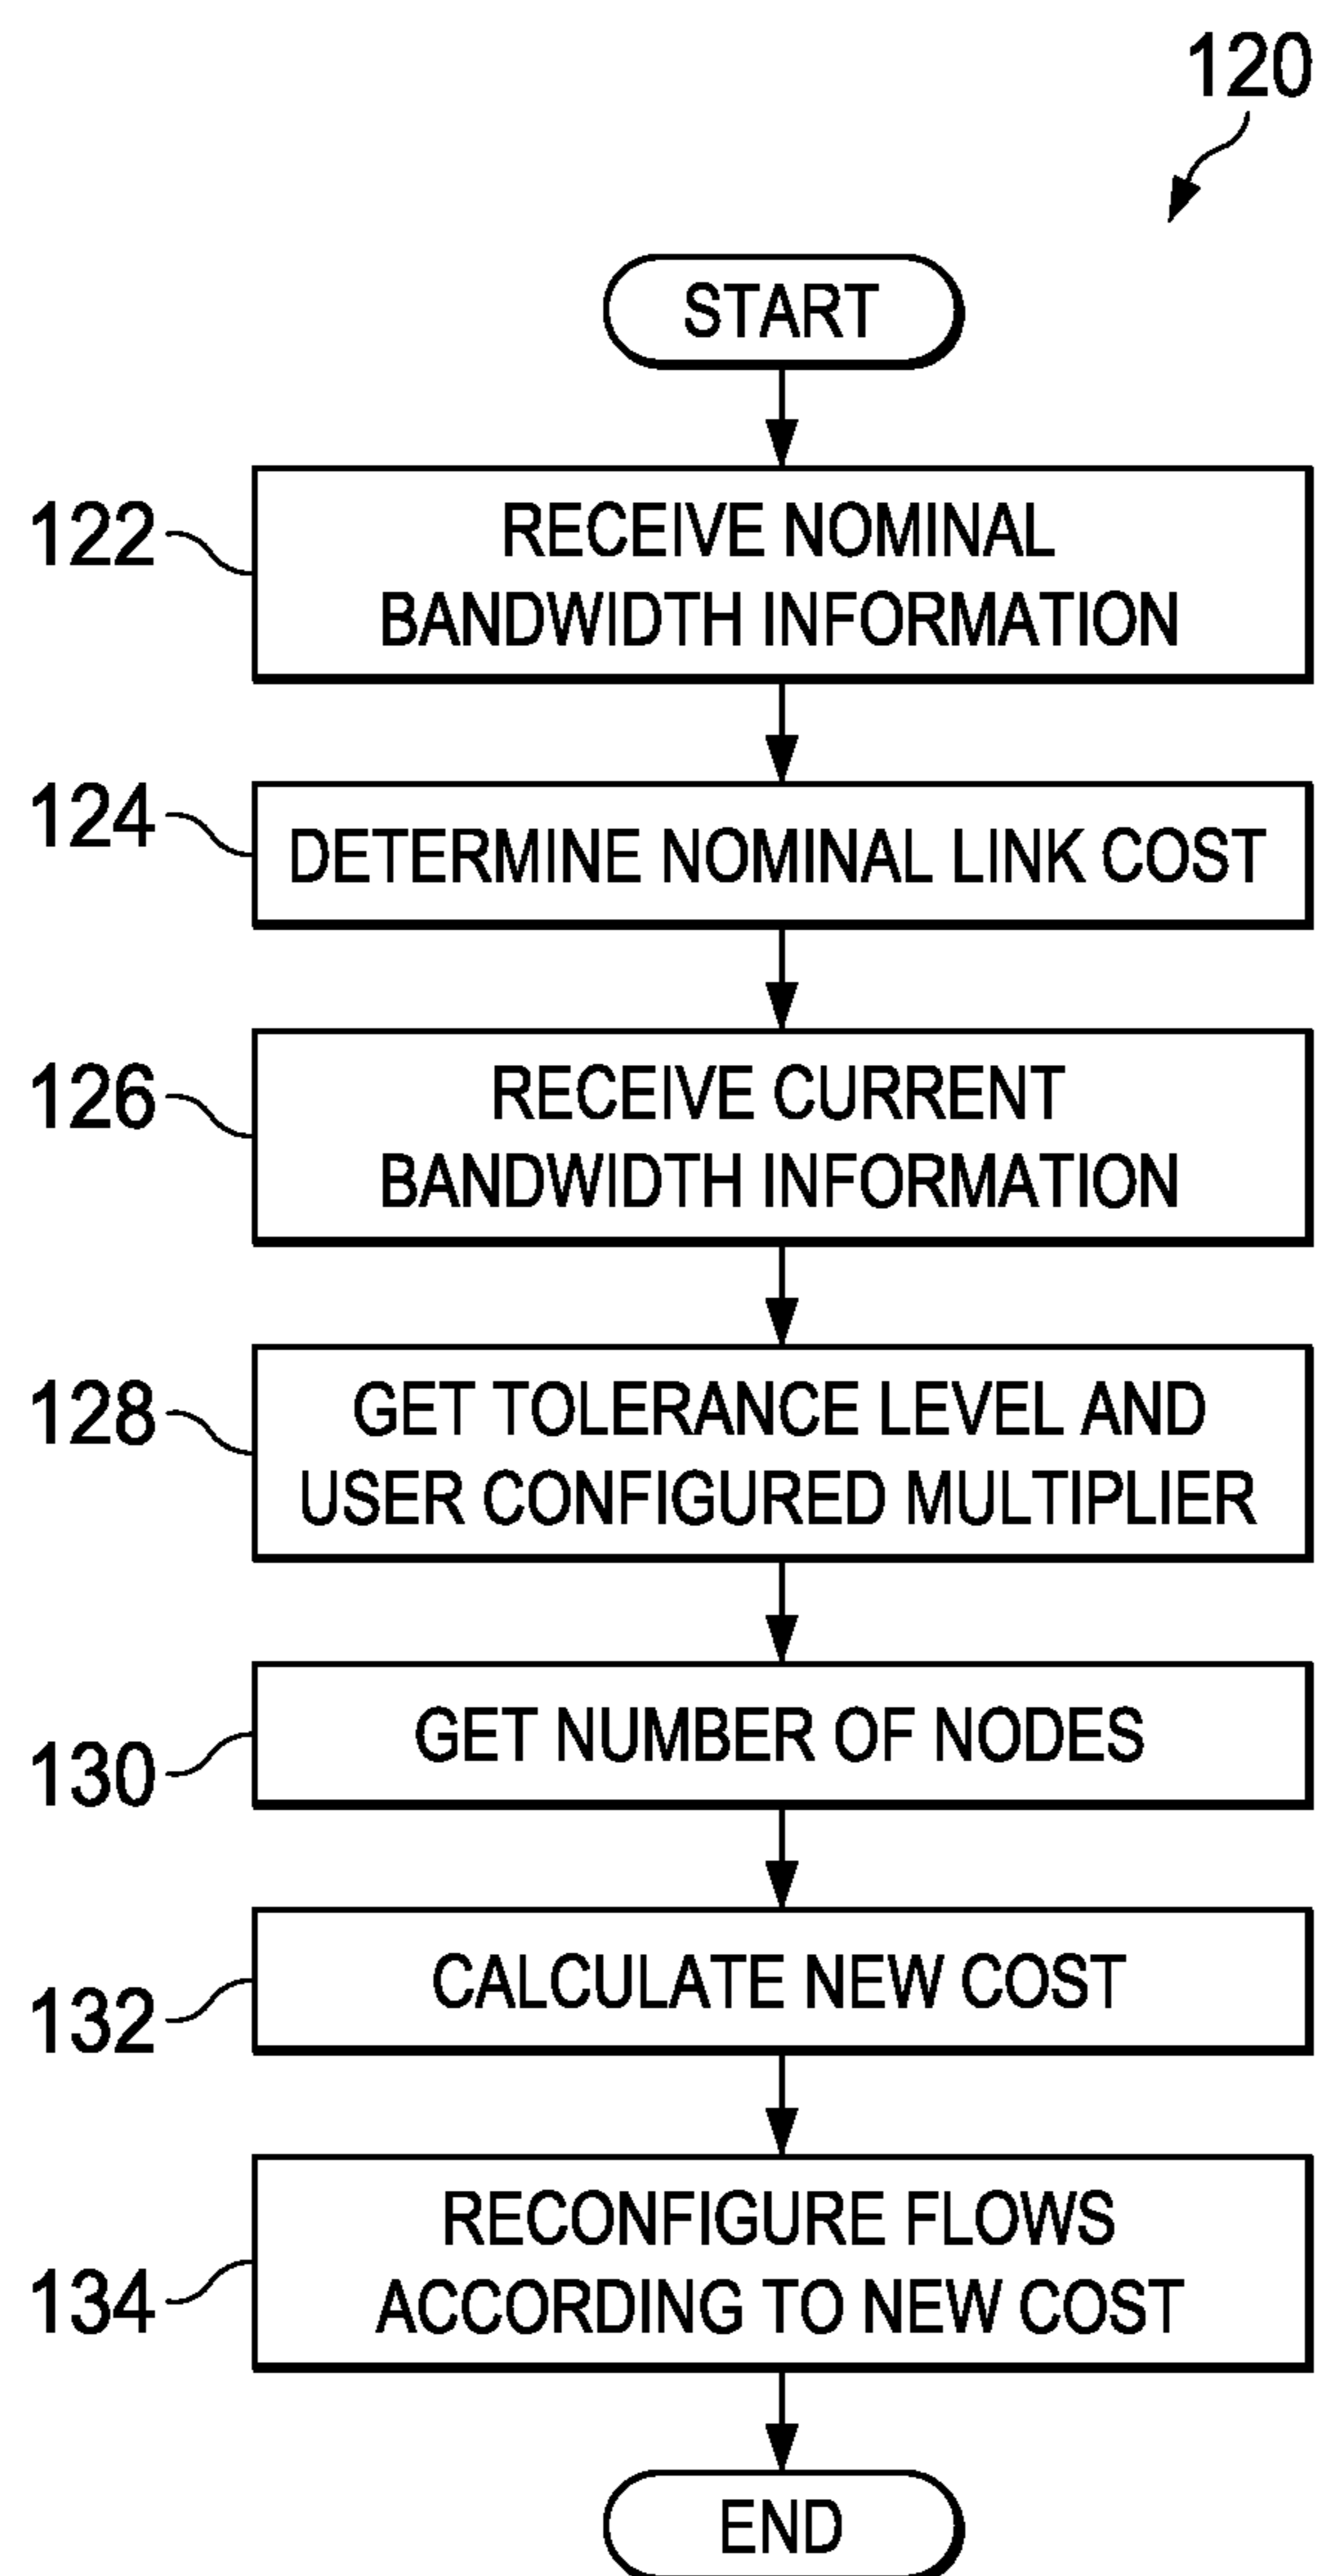 120
START
122
RECEIVE NOMINAL
BANDWIDTH INFORMATION
124
DETERMINE NOMINAL LINK COST
126
RECEIVE CURRENT
BANDWIDTH INFORMATION
128
GET TOLERANCE LEVEL AND
USER CONFIGURED MULTIPLIER
130
GET NUMBER OF NODES
132
CALCULATE NEW COST
134
RECONFIGURE FLOWS
ACCORDING TO NEW COST
END